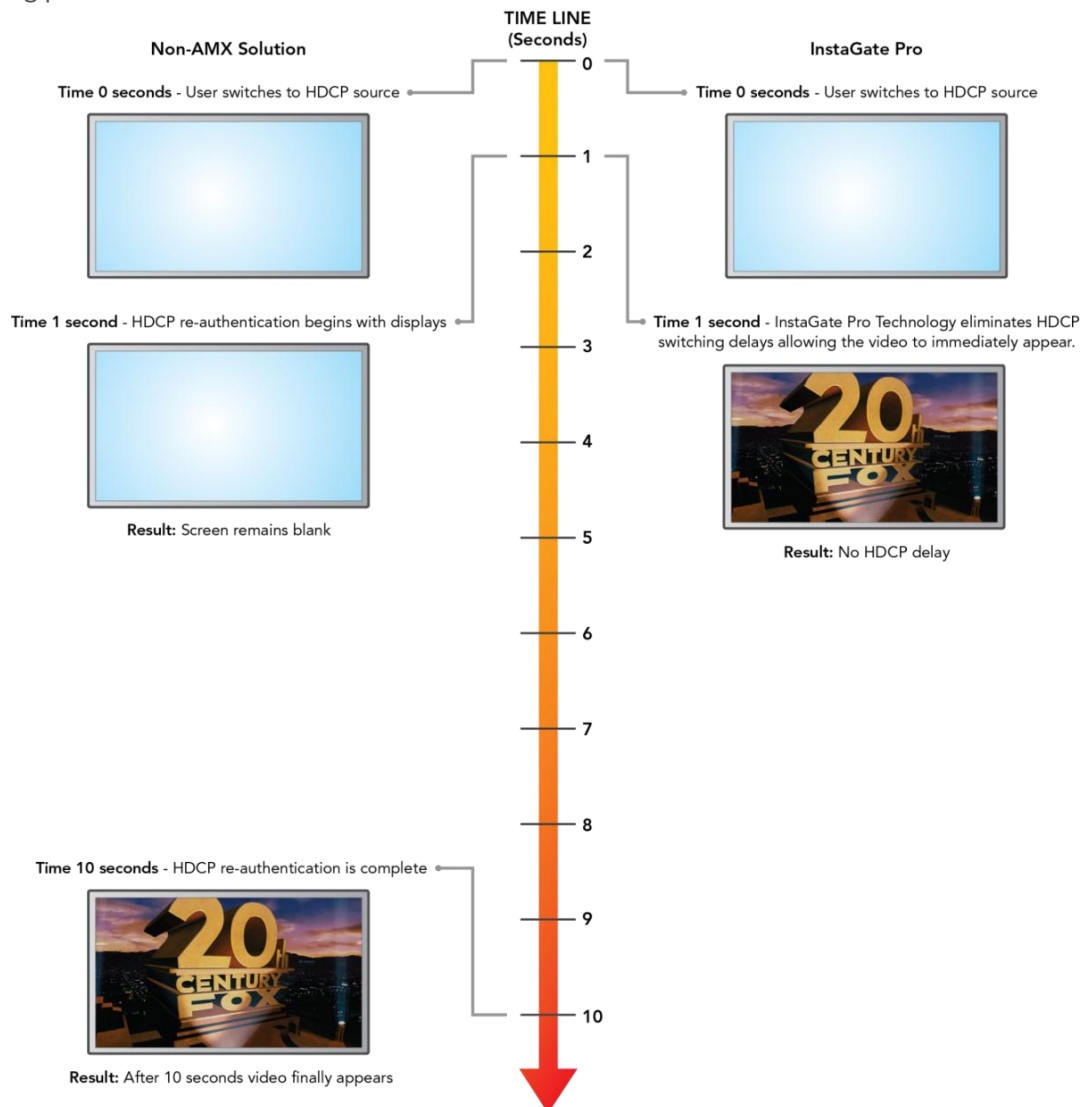 TIME LINE
(Seconds)
Non-AMX Solution
InstaGate Pro
0
Time 0 seconds - User switches to HDCP source
Time 0 seconds - User switches to HDCP source
1
2
Time 1 second - HDCP re-authentication begins with displays
Time 1 second - InstaGate Pro Technology eliminates HDCP
switching delays allowing the video to immediately appear.
3
20th
CENTURY
FOX
4
Result: Screen remains blank
5
Result: No HDCP delay
6
7
8
Time 10 seconds - HDCP re-authentication is complete
20th
CENTURY
FOX
9
10
Result: After 10 seconds video finally appears